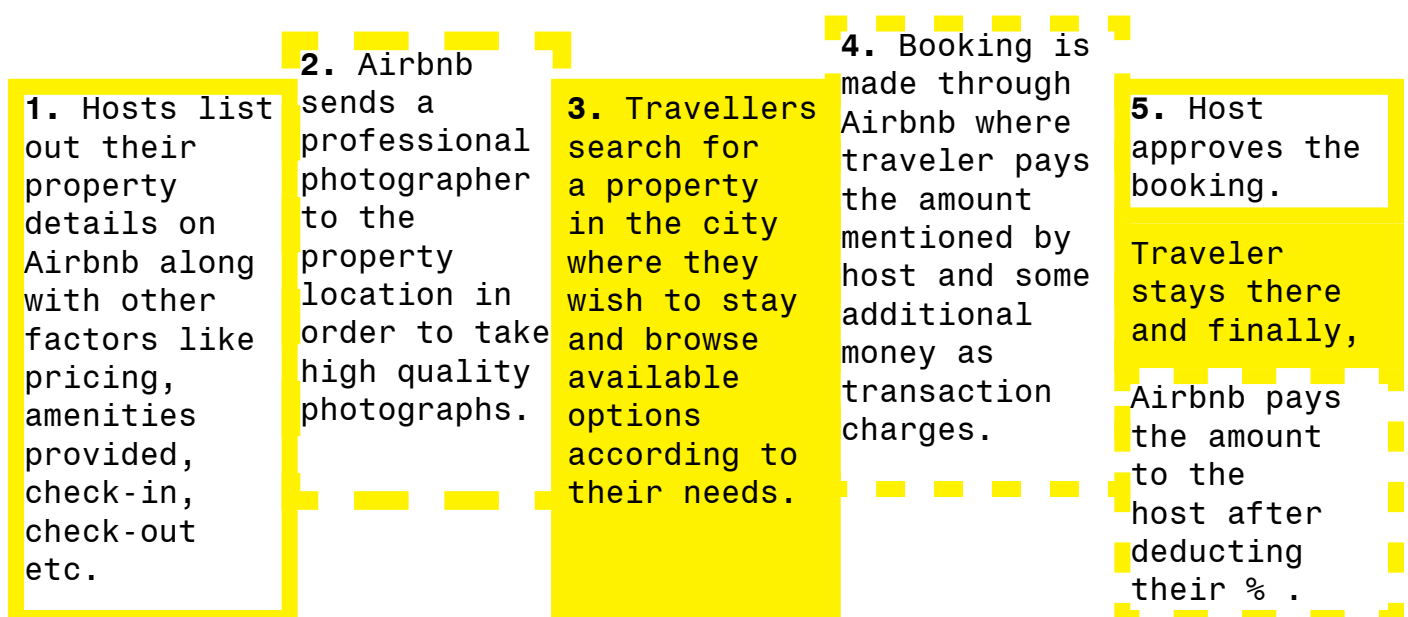 1. Hosts list
out their
property
details on
Airbnb along
with other
factors like
pricing,
amenities
provided,
check-in,
check-out
etc.
2. Airbnb
sends a
professional
photographer
to the
property
location in
order to take
high quality
photographs.
3. Travellers
search for
a property
in the city
where they
wish to stay
and browse
available
options
according to
their needs.
4. Booking is
made through
Airbnb where
traveler pays
the amount
mentioned by
host and some
additional
money as
transaction
charges.
5. Host
approves the
booking.
Traveler
stays there
and finally,
Airbnb pays
the amount
to the
host after
deducting
their % .